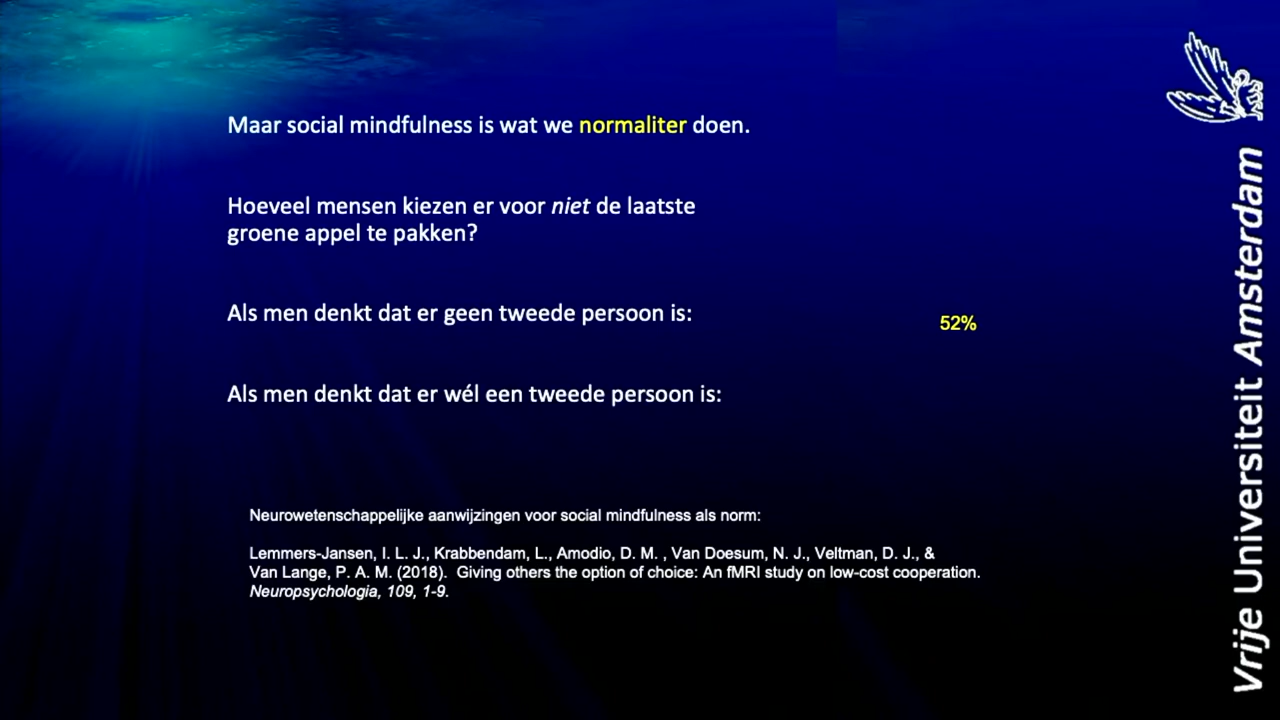 Maar social mindfulness is wat we normaliter doen.
Hoeveel mensen kiezen er voor niet de laatste
groene appel te pakken?
Als men denkt dat er geen tweede persoon is:
52%
Als men denkt dat er wél een tweede persoon is:
Neurowetenschappelijke aanwijzingen voor social mindfulness als norm:
Lemmers-Jansen, I. L. J., Krabbendam, L., Amodio, D. M. , Van Doesum, N. J., Veltman, D. J., &
Van Lange, P. A. M. (2018). Giving others the option of choice: An fMRI study on low-cost cooperation.
Neuropsychologia, 109, 1-9.
Vrije Universiteit Amsterdam